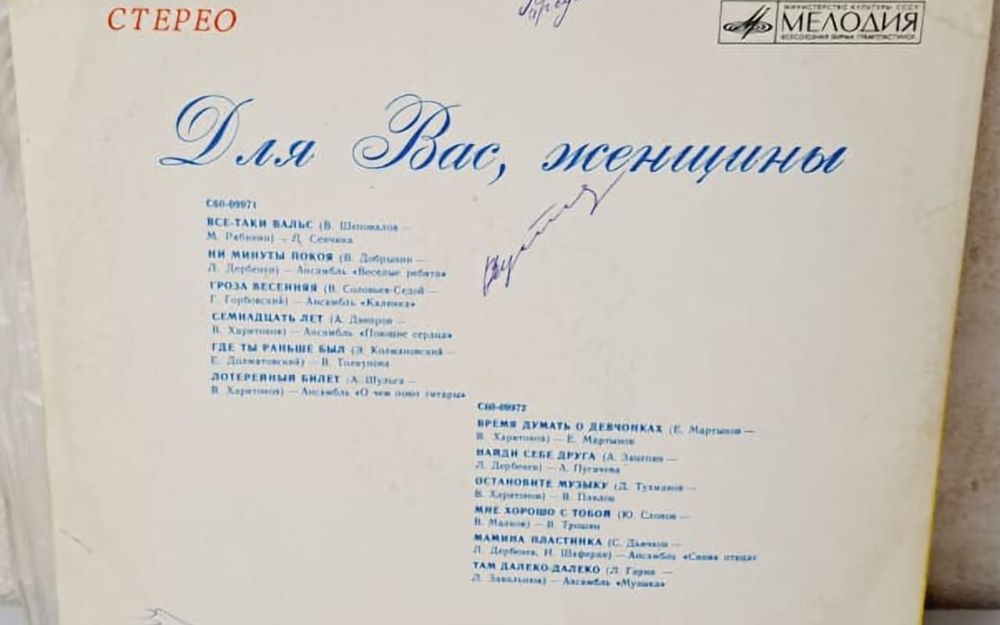 СТЕРЕО
МИНИСТЕРСТВО КУЛЬТУРЫ СССР
МЕЛОДИЯ
ВСЕСОЮЗНАЯ ФИРМА ГРАМПЛАСТИНОК
Для Вас, женщины
С60-09971
ВСЕ-ТАКИ ВАЛЬС (В. Шеповалов —
М. Рябинин) — Д.
НИ МИНУТЫ ПОКОЯ (В. Добрынин —
Л. Дербенев) — Ансамбль «Веселые ребята»
ГРОЗА ВЕСЕННЯЯ (В. Соловьев-Седой —
Г. Горбовский) — Ансамбль «Калинка»
СЕМНАДЦАТЬ ЛЕТ (А. Днепров —
В. Харитонов) — Ансамбль «Поющие сердца»
ГДЕ ТЫ РАНЬШЕ БЫЛ (Э. Колмановский —
Е. Долматовский) — В. Толкунова
ЛОТЕРЕЙНЫЙ БИЛЕТ (А. Шульга —
В. Харитонов) — Ансамбль «О чем поют гитары»
С60-09972
ВРЕМЯ ДУМАТЬ О ДЕВЧОНКАХ (Е. Мартынов —
В. Харитонов) — Е. Мартынов
НАЙДИ СЕБЕ ДРУГА (А. Зацепин —
Л. Дербенев) — А. Пугачева
ОСТАНОВИТЕ МУЗЫКУ (Д. Тухманов —
В. Харитонов) — В. Павлов
МНЕ ХОРОШО С ТОБОЙ (Ю. Слонов —
В. Малков) — В. Трошин
МАМИНА ПЛАСТИНКА (С. Дьячков —
Л. Дербенев, И. Шаферан) — Ансамбль «Синяя птица»
ТАМ ДАЛЕКО-ДАЛЕКО (Л. Гарин —
Л. Завальнюк) — Ансамбль «Музыка»